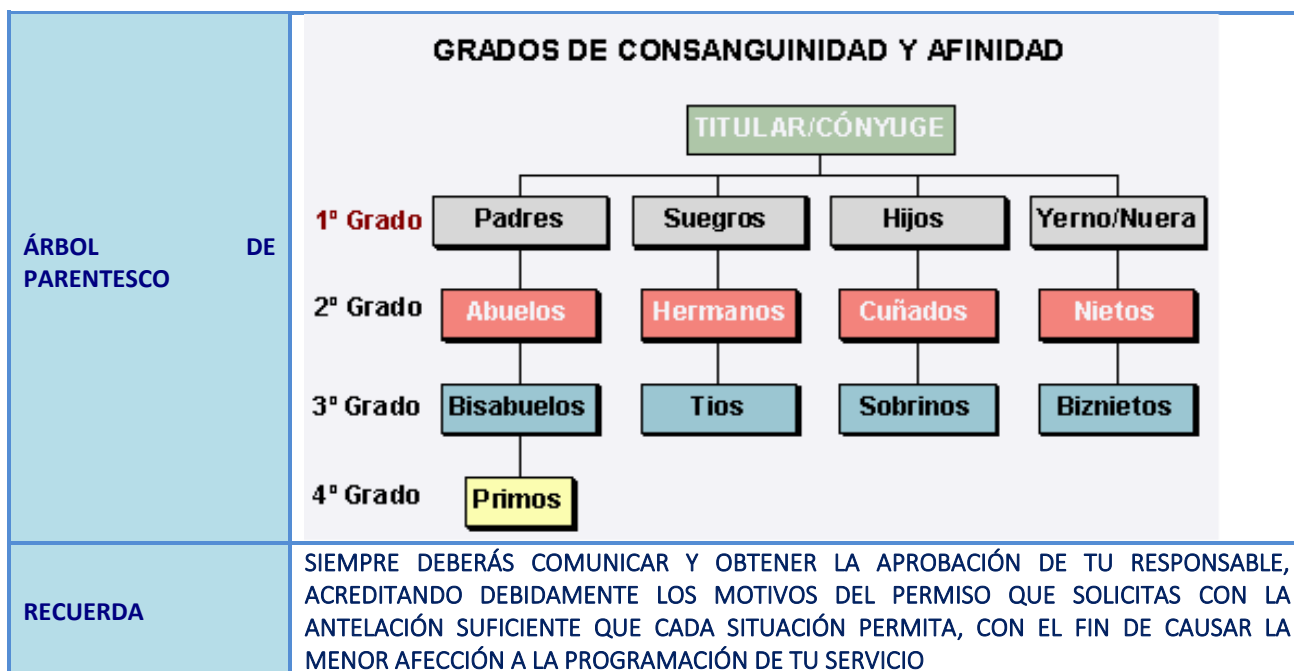 GRADOS DE CONSANGUINIDAD Y AFINIDAD
TITULAR/CÓNYUGE
1º Grado Padres Suegros Hijos Yerno/Nuera
ÁRBOL DE
PARENTESCO
2º Grado Abuelos Hermanos Cuñados Nietos
3º Grado Bisabuelos Tios Sobrinos Biznietos
4º Grado Primos
RECUERDA
SIEMPRE DEBERÁS COMUNICAR Y OBTENER LA APROBACIÓN DE TU RESPONSABLE,
ACREDITANDO DEBIDAMENTE LOS MOTIVOS DEL PERMISO QUE SOLICITAS CON LA
ANTELACIÓN SUFICIENTE QUE CADA SITUACIÓN PERMITA, CON EL FIN DE CAUSAR LA
MENOR AFECCIÓN A LA PROGRAMACIÓN DE TU SERVICIO